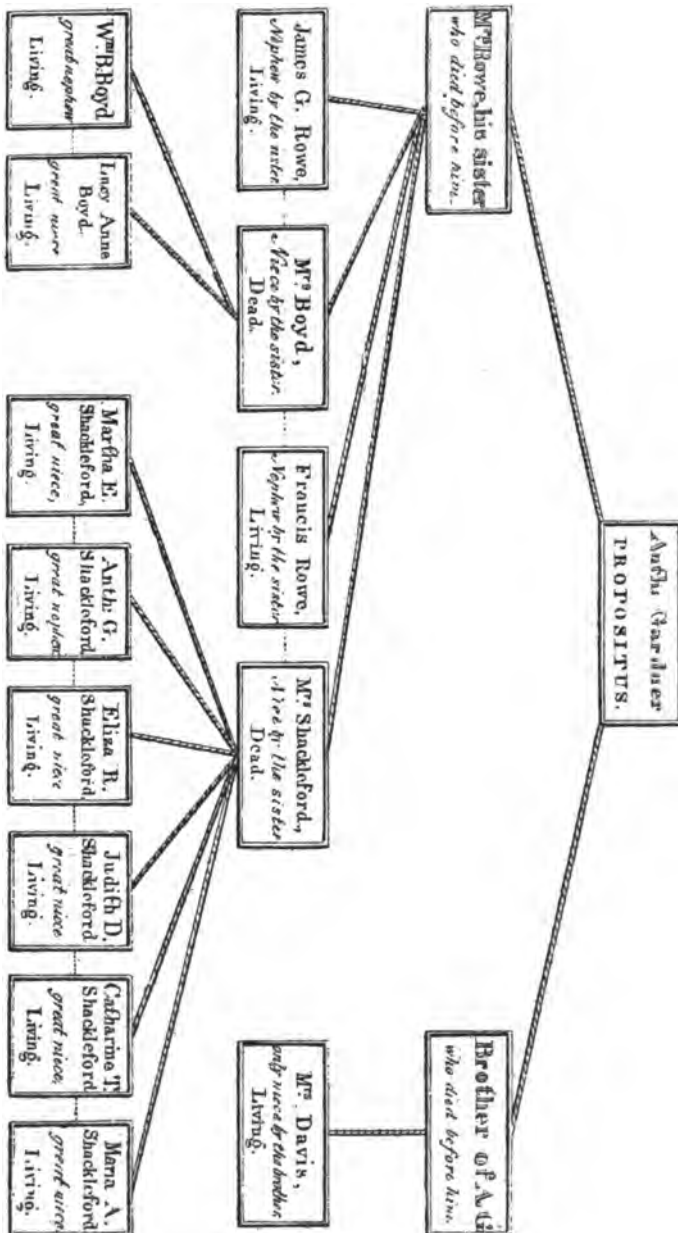 Anth: Gardner
PROPOSITUS.
Mrs Rowe, his sister
who died before him.
Brother of A. G.
who died before him.
James G. Rowe,
Nephew by the sister
Living.
Mrs. Boyd,
Niece by the sister.
Dead.
Francis Rowe,
Nephew by the sister
Living.
Mrs. Shackleford.,
Niece by the sister
Dead.
Mrs. Davis,
only niece by the brother,
Living.
Wm. B. Boyd
great nephew
Living.
Lucy Anne
Boyd.
great niece
Living.
Martha E.
Shackleford,
great niece,
Living.
Anth: G.
Shackleford
great nephew.
Living.
Eliza R.
Shackleford.
great niece
Living.
Judith D.
Shackleford
great niece
Living.
Catharine T.
Shackleford
great niece,
Living.
Maria A.
Shackleford
great niece,
Living.